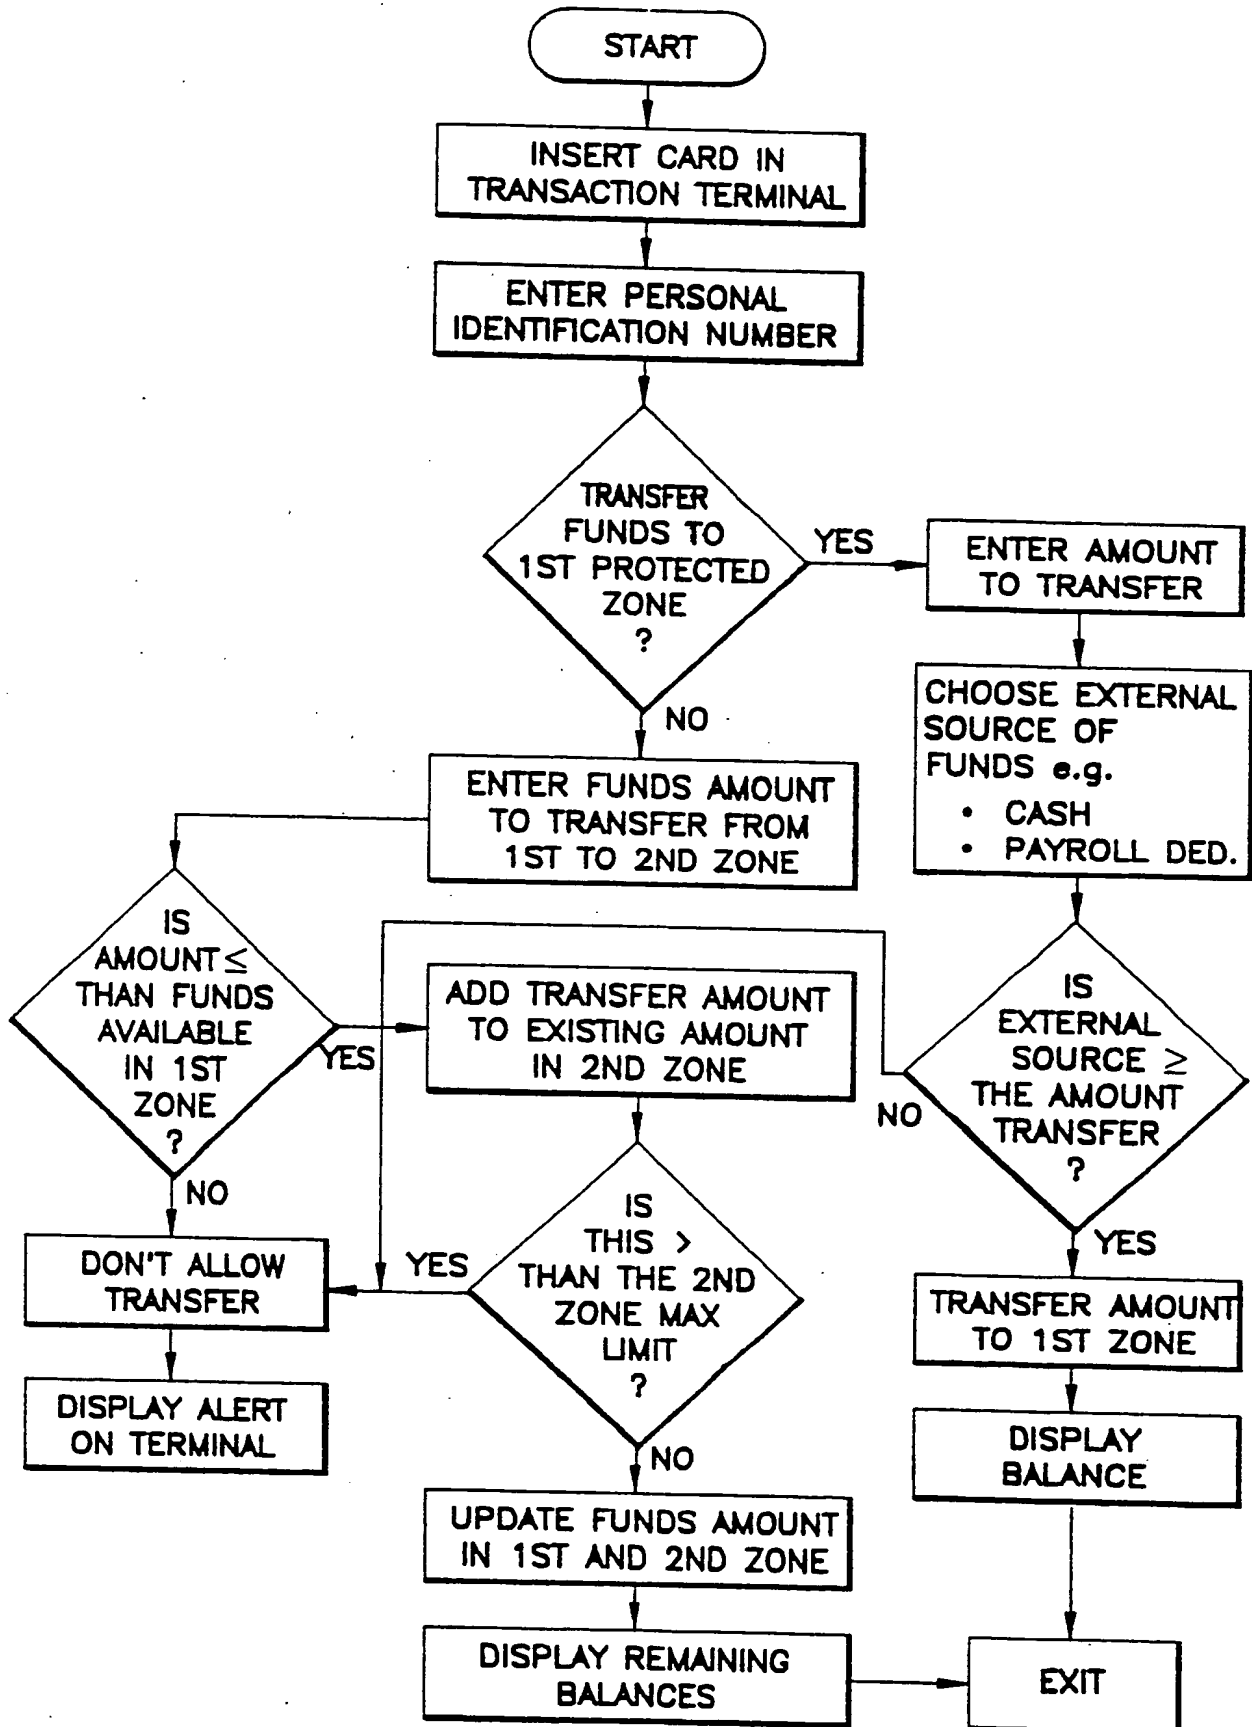 START
INSERT CARD IN
TRANSACTION TERMINAL
ENTER PERSONAL
IDENTIFICATION NUMBER
TRANSFER
FUNDS TO
1ST PROTECTED
ZONE
?
YES
ENTER AMOUNT
TO TRANSFER
NO
CHOOSE EXTERNAL
SOURCE OF
FUNDS e.g.
• CASH
• PAYROLL DED.
ENTER FUNDS AMOUNT
TO TRANSFER FROM
1ST TO 2ND ZONE
IS
AMOUNT ≤
THAN FUNDS
AVAILABLE
IN 1ST
ZONE
?
YES
ADD TRANSFER AMOUNT
TO EXISTING AMOUNT
IN 2ND ZONE
IS
EXTERNAL
SOURCE ≥
THE AMOUNT
TRANSFER
?
NO
NO
DON'T ALLOW
TRANSFER
YES
IS
THIS >
THAN THE 2ND
ZONE MAX
LIMIT
?
YES
TRANSFER AMOUNT
TO 1ST ZONE
DISPLAY ALERT
ON TERMINAL
NO
DISPLAY
BALANCE
UPDATE FUNDS AMOUNT
IN 1ST AND 2ND ZONE
DISPLAY REMAINING
BALANCES
EXIT